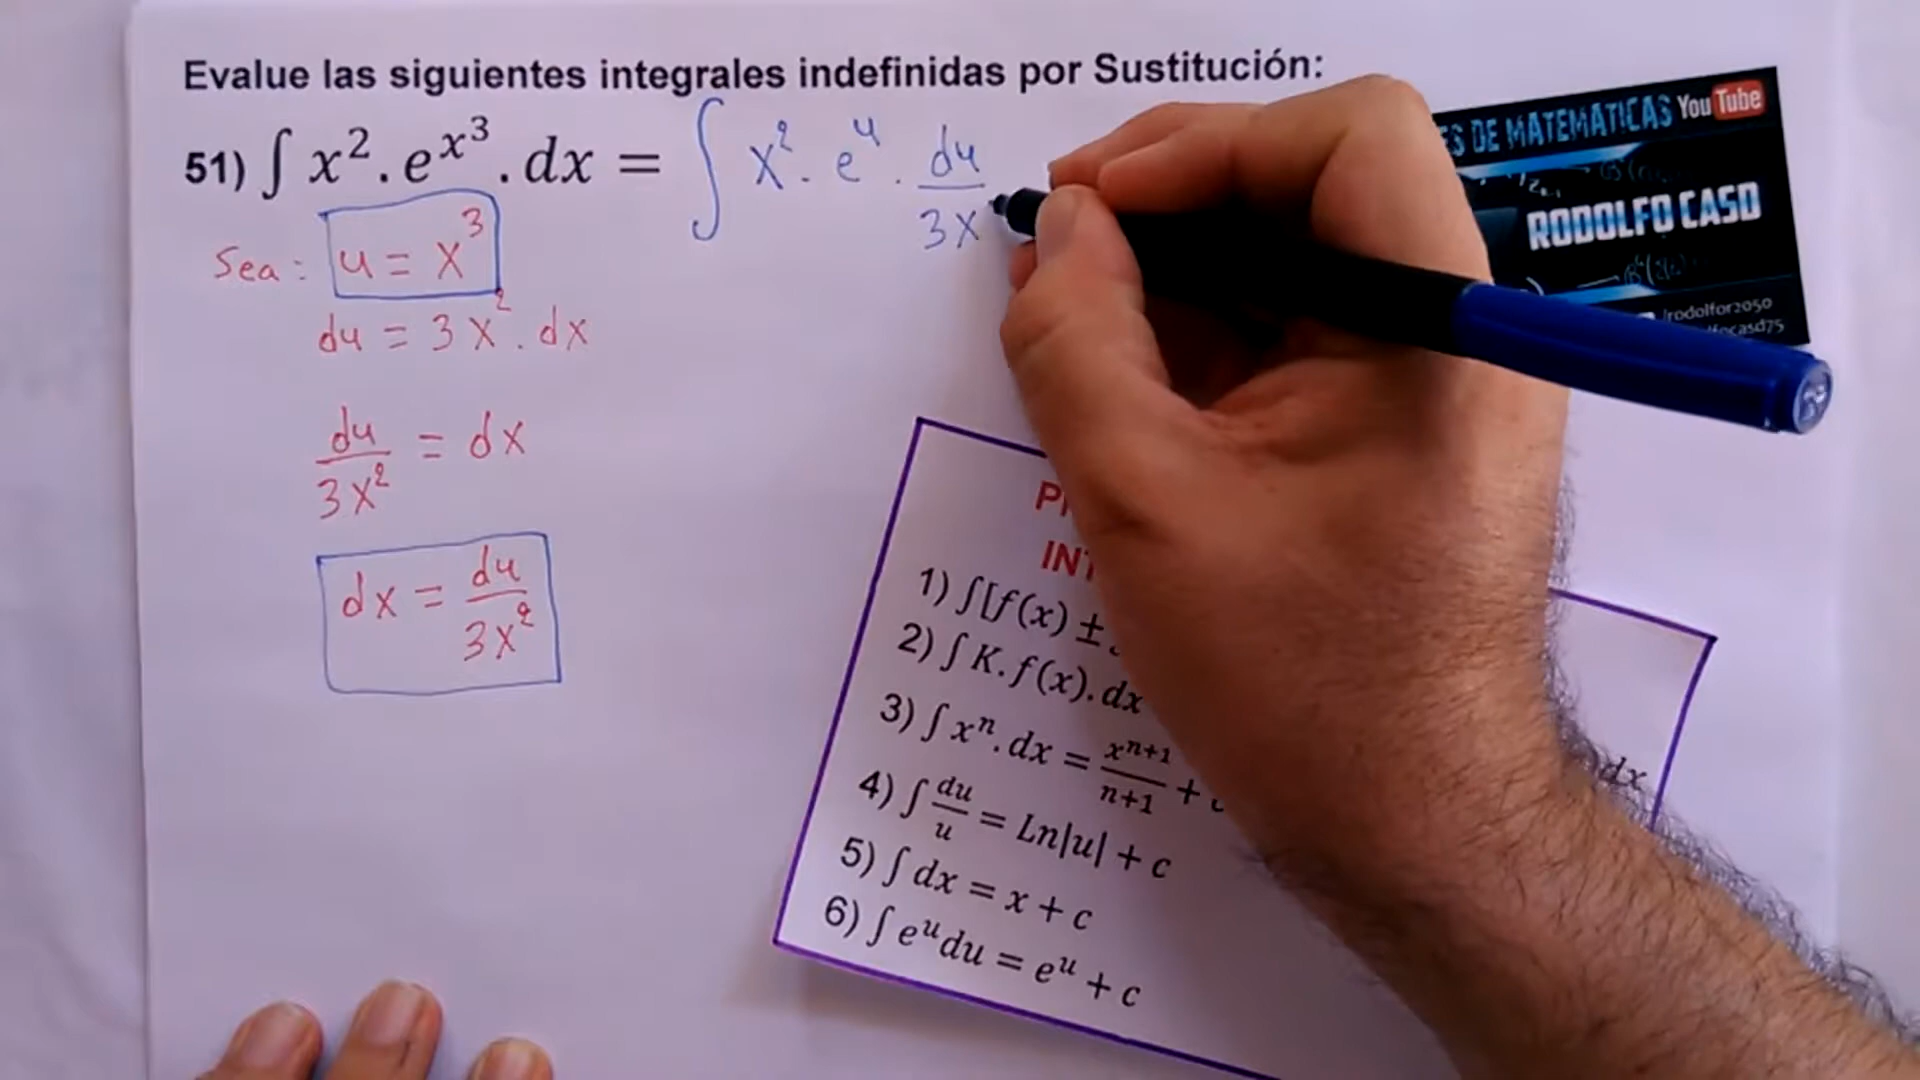 Evalue las siguientes integrales indefinidas por Sustitución:
51) ∫ x² . e^x³ . dx = ∫ x² . e^u . du/3x
Sea: u = x³
du = 3x² . dx
du/3x² = dx
dx = du/3x²
DE MATEMATICAS YouTube
RODOLFO CASO
/rodolfor2050
1) ∫[f(x) ±
2) ∫ K. f(x). dx
3) ∫ xⁿ. dx = xⁿ⁺¹/n+1 +
dx
4) ∫ du/u = Ln|u| + c
5) ∫ dx = x + c
6) ∫ e^u du = e^u + c